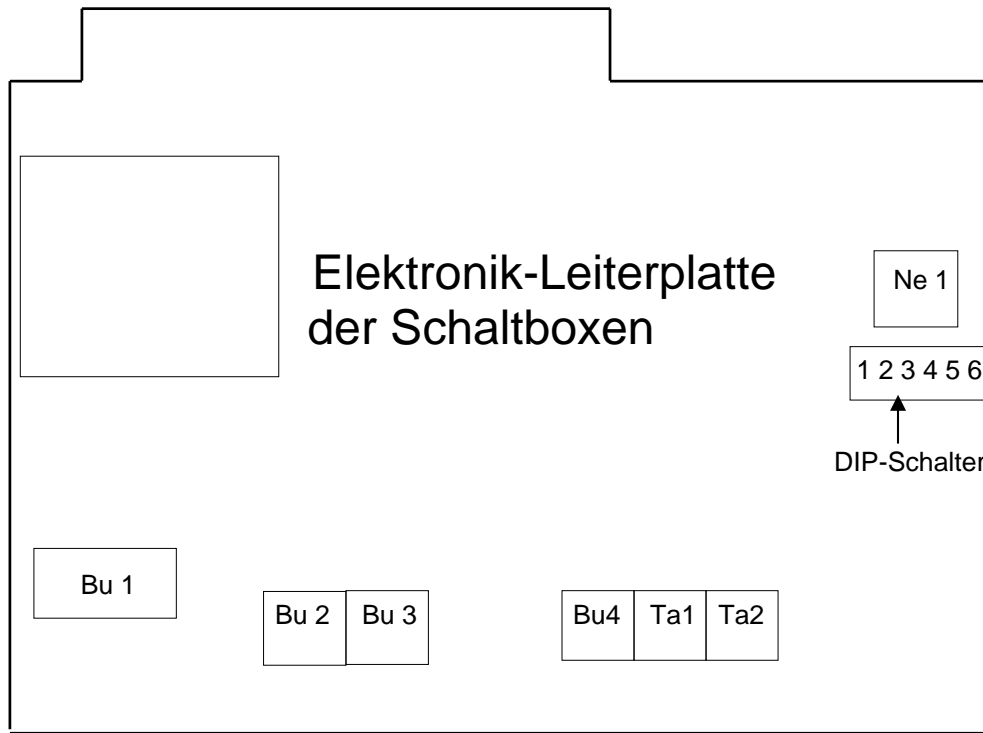 Elektronik-Leiterplatte
der Schaltboxen
Ne 1
1 2 3 4 5 6
DIP-Schalter
Bu 1
Bu 2
Bu 3
Bu4
Ta1
Ta2